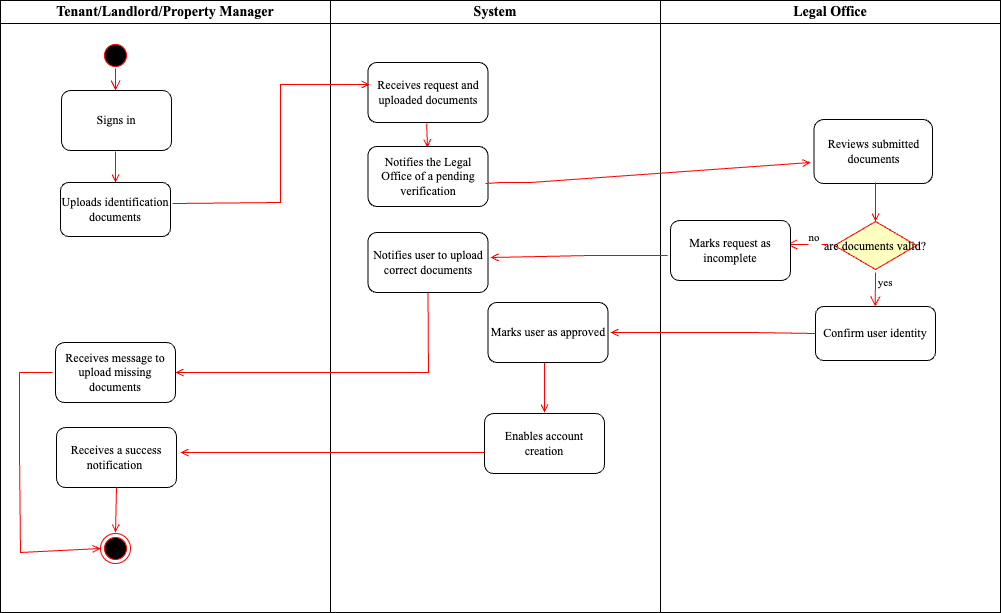 Tenant/Landlord/Property Manager
System
Legal Office
Signs in
Uploads identification
documents
Receives request and
uploaded documents
Notifies the Legal
Office of a pending
verification
Reviews submitted
documents
are documents valid?
no
yes
Marks request as
incomplete
Notifies user to upload
correct documents
Confirm user identity
Marks user as approved
Receives message to
upload missing
documents
Enables account
creation
Receives a success
notification